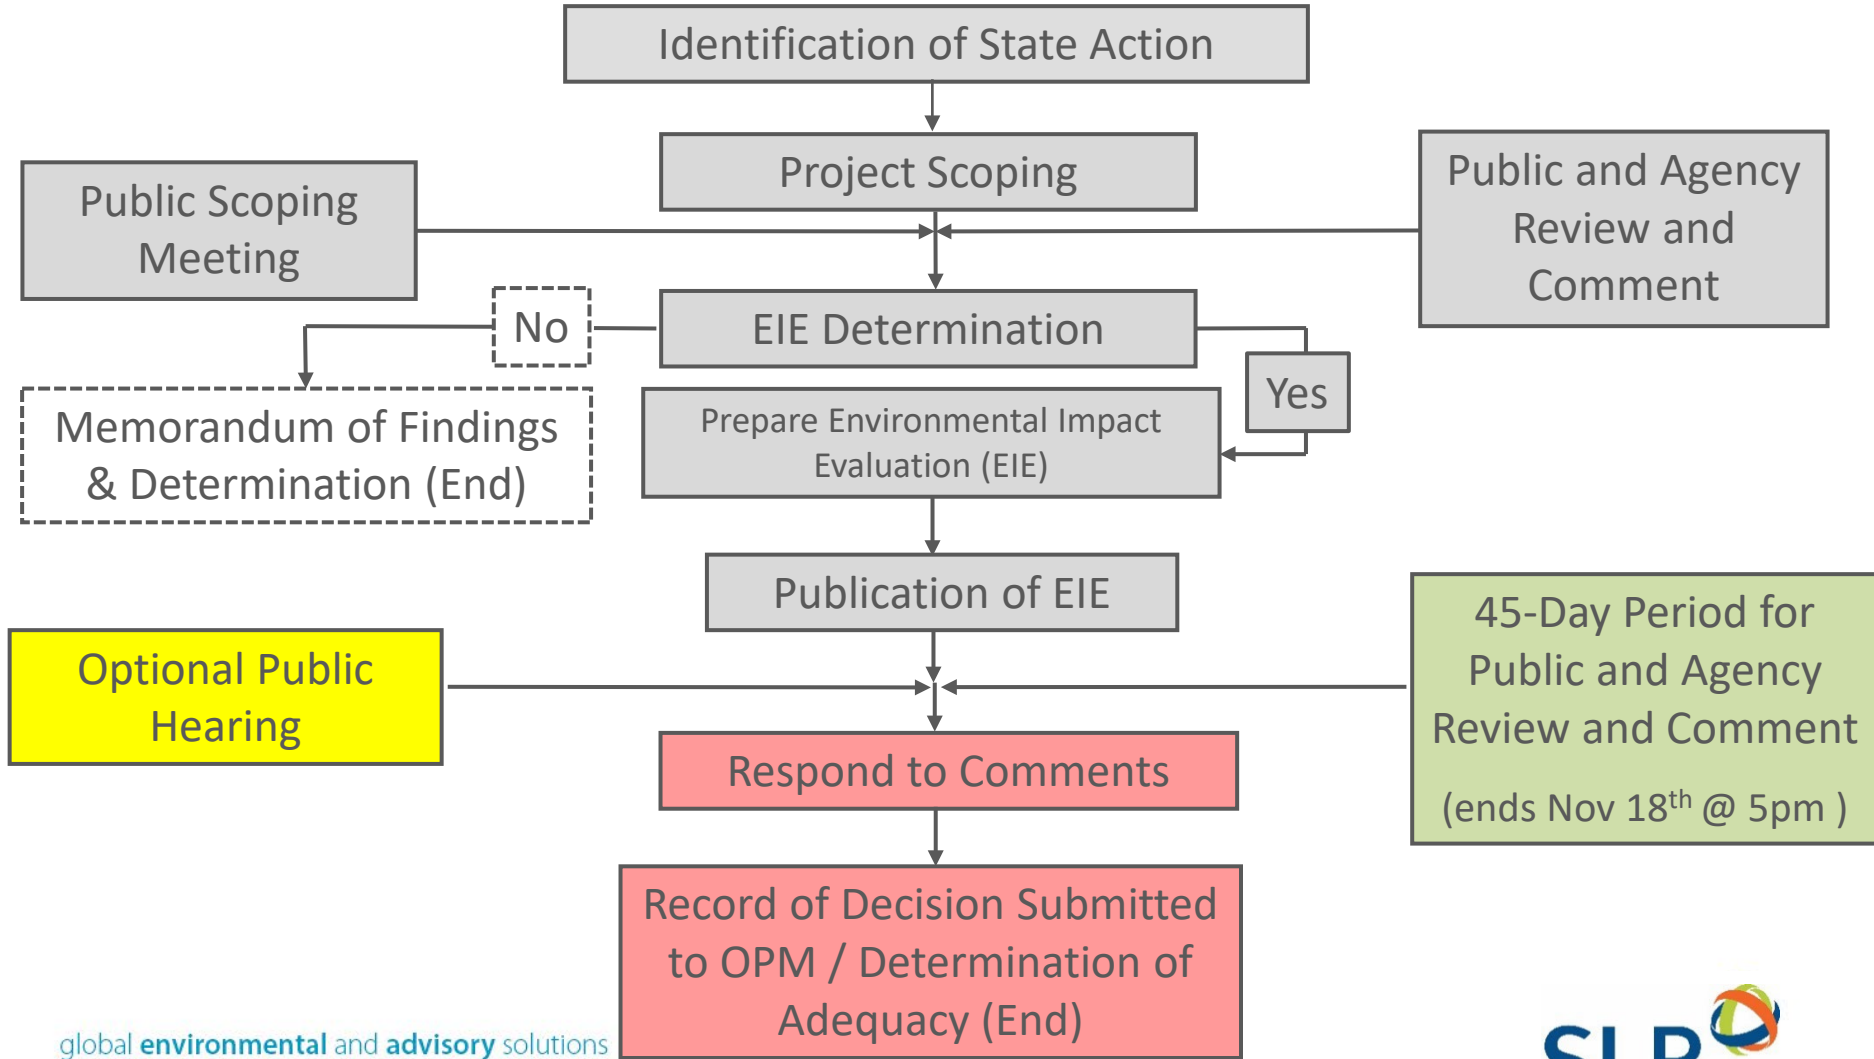 Identification of State Action
Project Scoping
Public Scoping
Meeting
Public and Agency
Review and
Comment
No
EIE Determination
Yes
Memorandum of Findings
& Determination (End)
Prepare Environmental Impact
Evaluation (EIE)
Publication of EIE
Optional Public
Hearing
45-Day Period for
Public and Agency
Review and Comment
(ends Nov 18th @ 5pm )
Respond to Comments
Record of Decision Submitted
to OPM / Determination of
Adequacy (End)
global environmental and advisory solutions
SLR